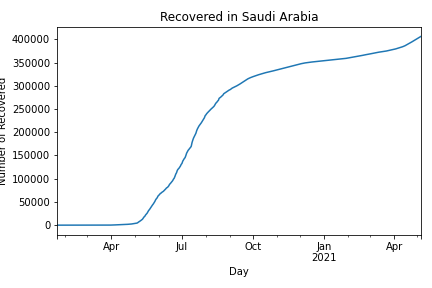 Recovered in Saudi Arabia
400000
350000
300000
250000
200000
150000
100000
50000
0
Number of Recovered
Apr Jul Oct Jan Apr
2021
Day